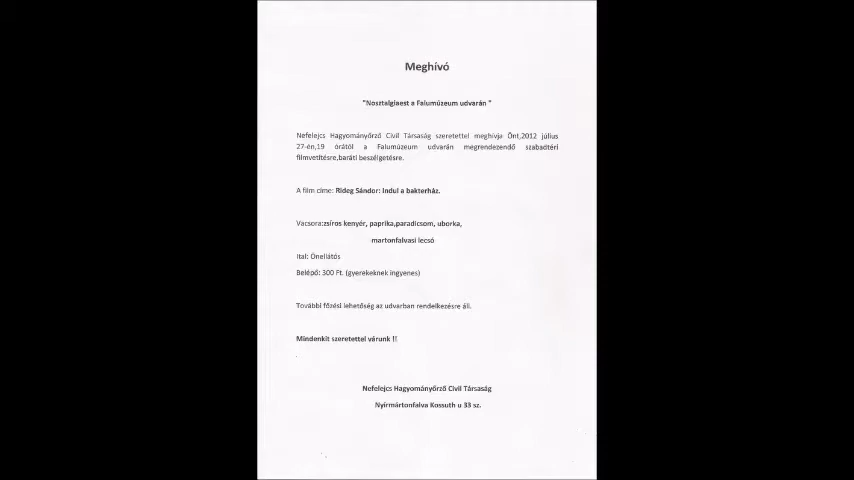 Meghívó
"Nosztalgiaest a Falumúzeum udvarán "
Nefelejcs Hagyományőrző Civil Társaság szeretettel meghívja Önt,2012 július
27-én,19 órától a Falumúzeum udvarán megrendezendő szabadtéri
filmvetítésre,baráti beszélgetésre.
A film címe: Rideg Sándor: Indul a bakterház.
Vacsora:zsíros kenyér, paprika,paradicsom, uborka,
martonfalvasi lecsó
Ital: Önellátós
Belépő: 300 Ft. (gyerekeknek ingyenes)
További főzési lehetőség az udvarban rendelkezésre áll.
Mindenkit szeretettel várunk !!
Nefelejcs Hagyományőrző Civil Társaság
Nyírmártonfalva Kossuth u 33 sz.